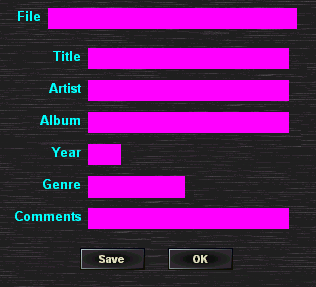 File
Title
Artist
Album
Year
Genre
Comments
Save OK